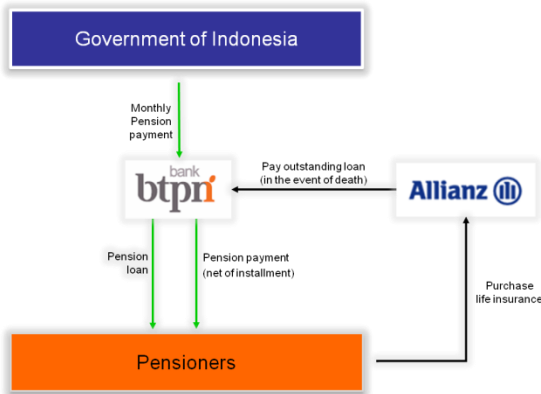 Government of Indonesia
Monthly
Pension
payment
bank
btpn
Pay outstanding loan
(in the event of death)
Allianz
Pension
loan
Pension payment
(net of installment)
Purchase
life insurance
Pensioners